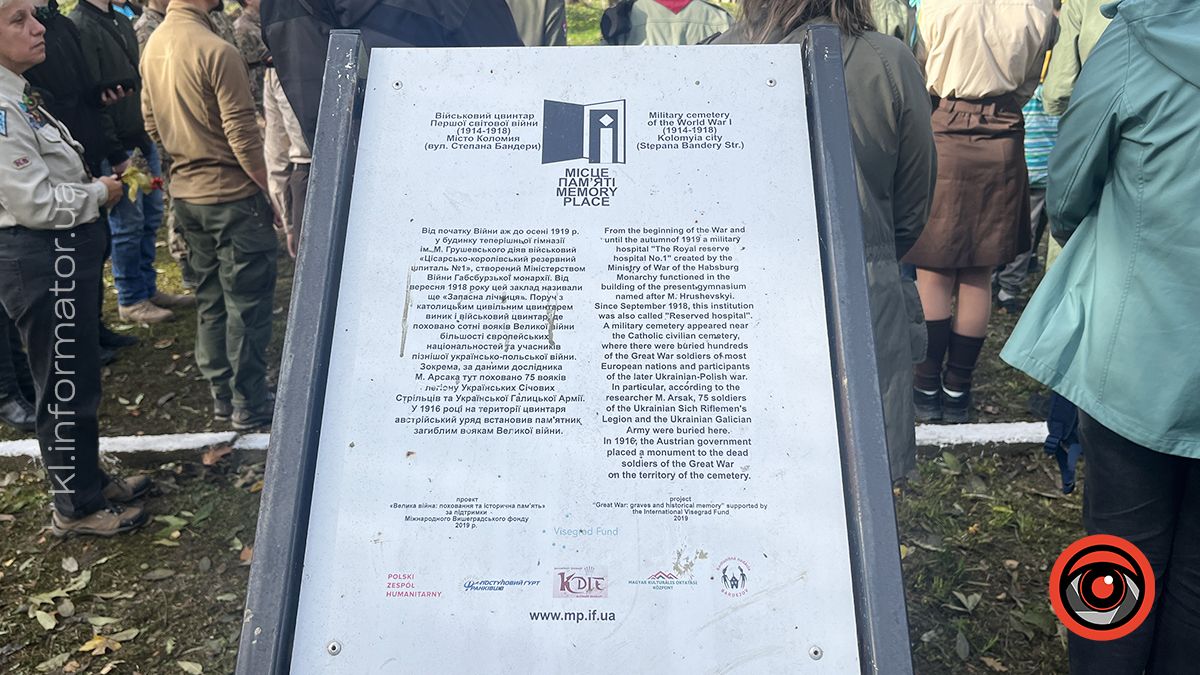 Військовий цвинтар
Першої світової війни
(1914-1918)
Місто Коломия
(вул. Степана Бандери)
Military cemetery
of the World War I
(1914-1918)
Kolomyia city
(Stepana Bandery Str.)
МІСЦЕ
ПАМ'ЯТІ
MEMORY
PLACE
Від початку Війни аж до осені 1919 р.
у будинку теперішньої гімназії
ім. М. Грушевського діяв військовий
«Цісарсько-королівський резервний
шпиталь №1», створений Міністерством
Війни Габсбурзької монархії. Від
вересня 1918 року цей заклад називали
ще «Запасна лічниця». Поруч з
католицьким цивільним цвинтарем
виник і військовий цвинтар, де
поховано сотні вояків Великої війни
більшості європейських
національностей та учасників
пізнішої українсько-польської війни.
Зокрема, за даними дослідника
М. Арсака тут поховано 75 вояків
легіону Українських Січових
Стрільців та Української Галицької Армії.
У 1916 році на території цвинтаря
австрійський уряд встановив пам'ятник
загиблим воякам Великої війни.
From the beginning of the War and
until the autumn of 1919 a military
hospital "The Royal reserve
hospital No.1" created by the
Ministry of War of the Habsburg
Monarchy functioned in the
building of the present gymnasium
named after M. Hrushevskyi.
Since September 1918, this institution
was also called "Reserved hospital".
A military cemetery appeared near
the Catholic civilian cemetery,
where there were buried hundreds
of the Great War soldiers of most
European nations and participants
of the later Ukrainian-Polish war.
In particular, according to the
researcher M. Arsak, 75 soldiers
of the Ukrainian Sich Riflemen's
Legion and the Ukrainian Galician
Army were buried here.
In 1916, the Austrian government
placed a monument to the dead
soldiers of the Great War
on the territory of the cemetery.
проект
«Велика війна: поховання та історична пам'ять»
за підтримки
Міжнародного Вишеградського фонду
2019 р.
project
"Great War: graves and historical memory" supported by
the International Visegrad Fund
2019
Visegrad Fund
POLSKI
ZESPÓŁ
HUMANITARNY
ПОСТУПОВИЙ ГУРТ
ФРАНКІВЦІВ
MAGYAR KULTURÁLIS OKTATÁSI
KÖZPONT
BARDEJOV
www.mp.if.ua
kl.informator.ua